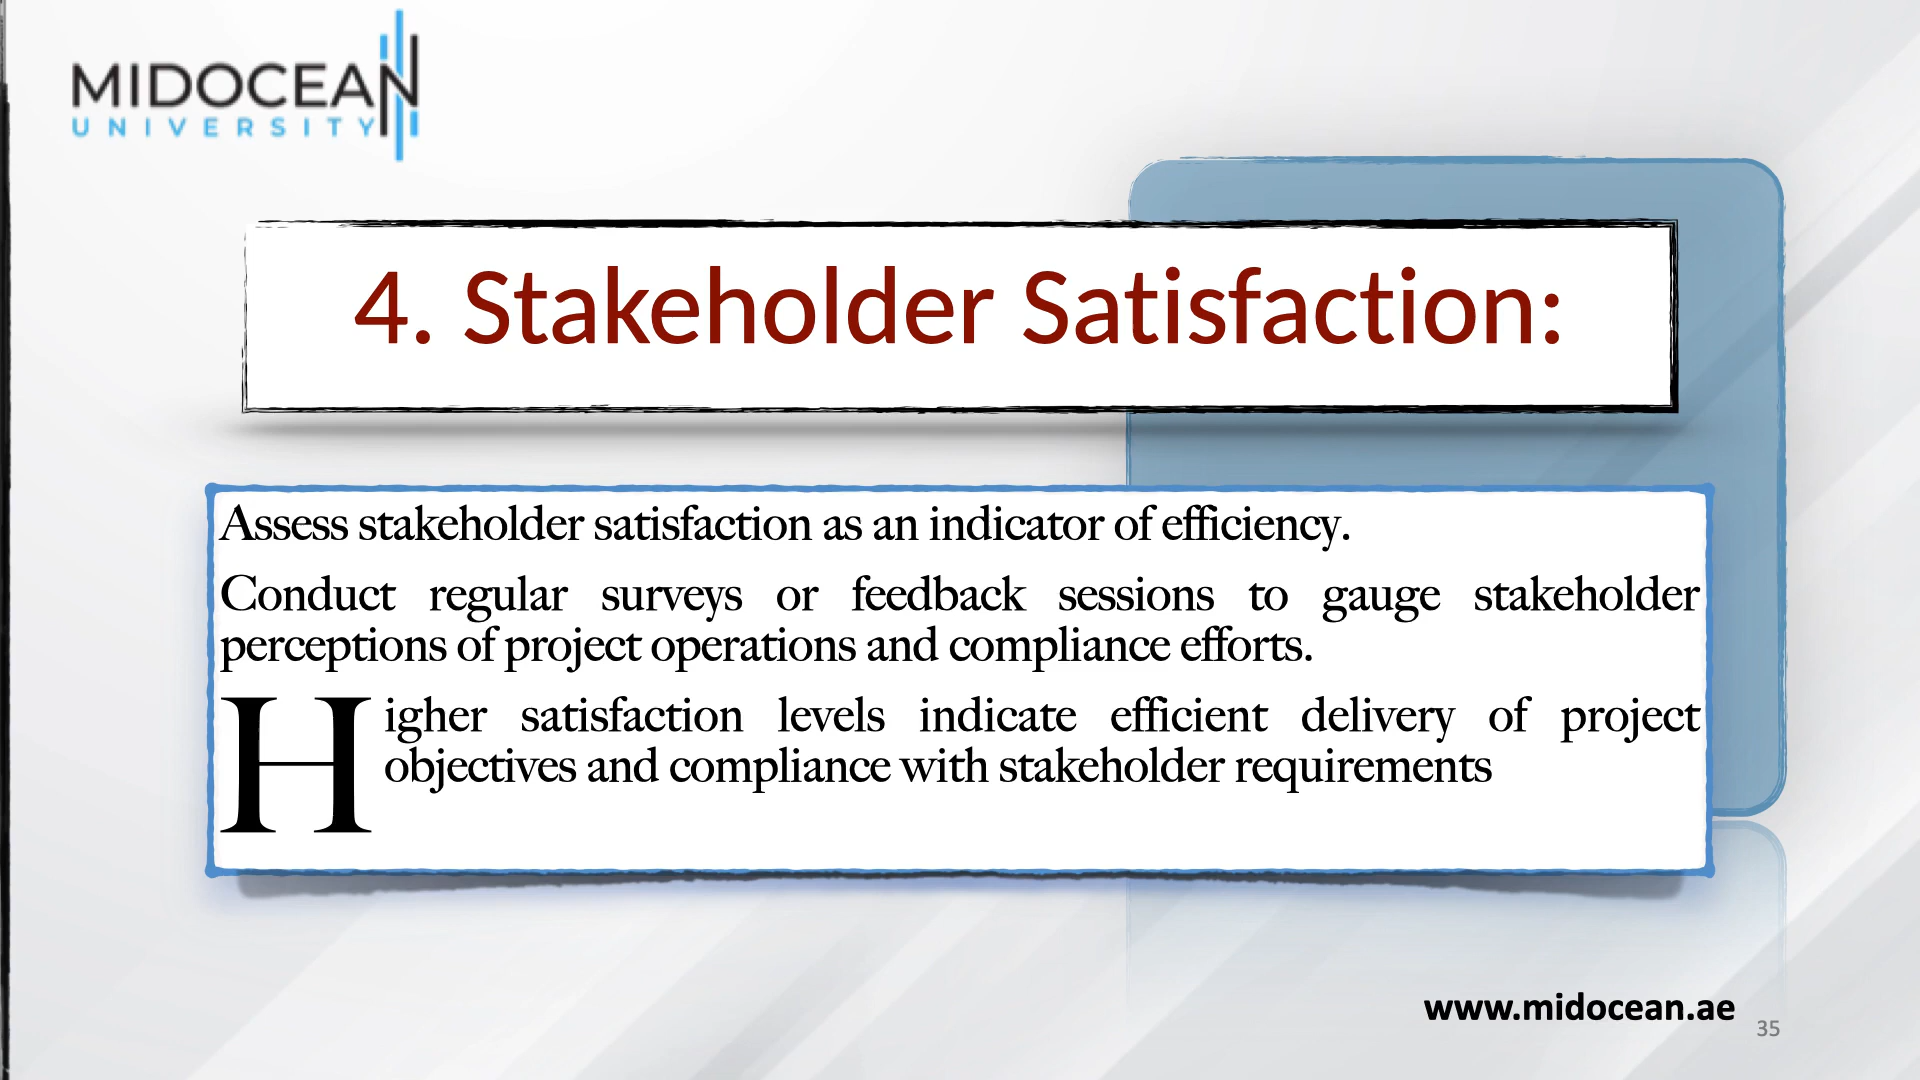 MIDOCEAN
UNIVERSITY
4. Stakeholder Satisfaction:
Assess stakeholder satisfaction as an indicator of efficiency.
Conduct regular surveys or feedback sessions to gauge stakeholder
perceptions of project operations and compliance efforts.
Higher satisfaction levels indicate efficient delivery of project
objectives and compliance with stakeholder requirements
www.midocean.ae
35